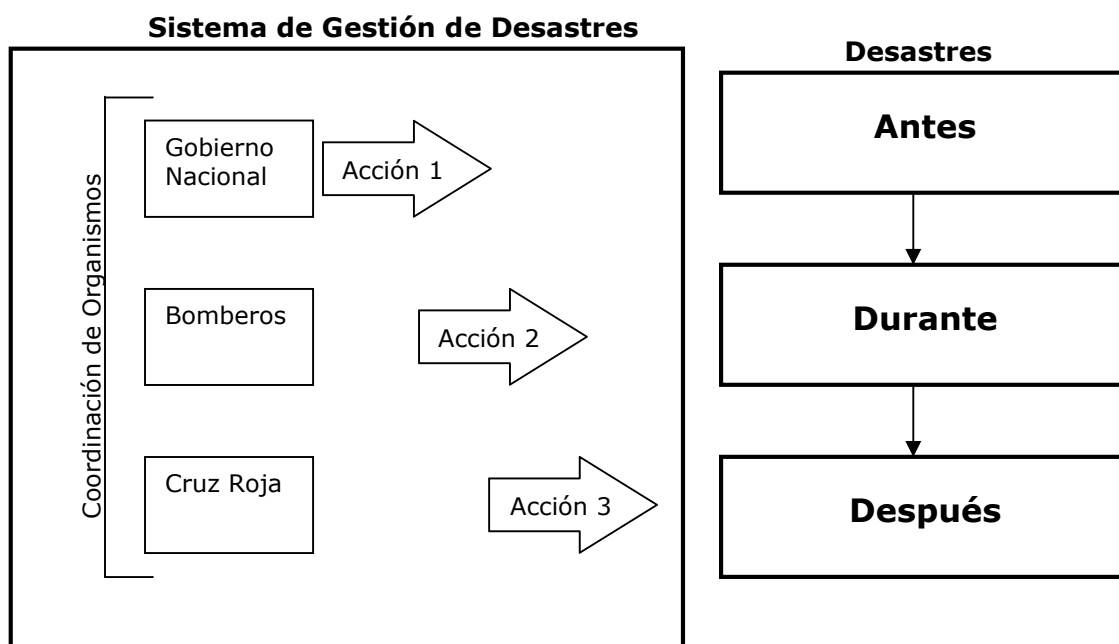 Sistema de Gestión de Desastres
Coordinación de Organismos
Gobierno
Nacional
Acción 1
Bomberos
Acción 2
Cruz Roja
Acción 3
Desastres
Antes
Durante
Después